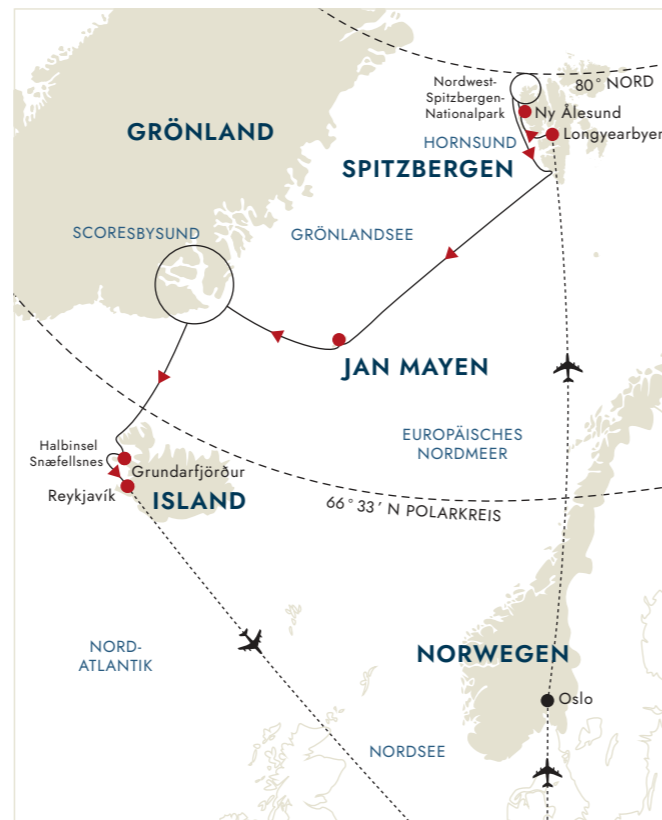 80° NORD
Nordwest-
Spitzbergen-
Nationalpark
Ny Ålesund
Longyearbyen
HORNSUND
SPITZBERGEN
GRÖNLAND
SCORESBYSUND
GRÖNLANDSEE
JAN MAYEN
EUROPÄISCHES
NORDMEER
Halbinsel
Snæfellsnes
Grundarfjörður
Reykjavík
ISLAND
66° 33’ N POLARKREIS
NORD-
ATLANTIK
NORWEGEN
Oslo
NORDSEE